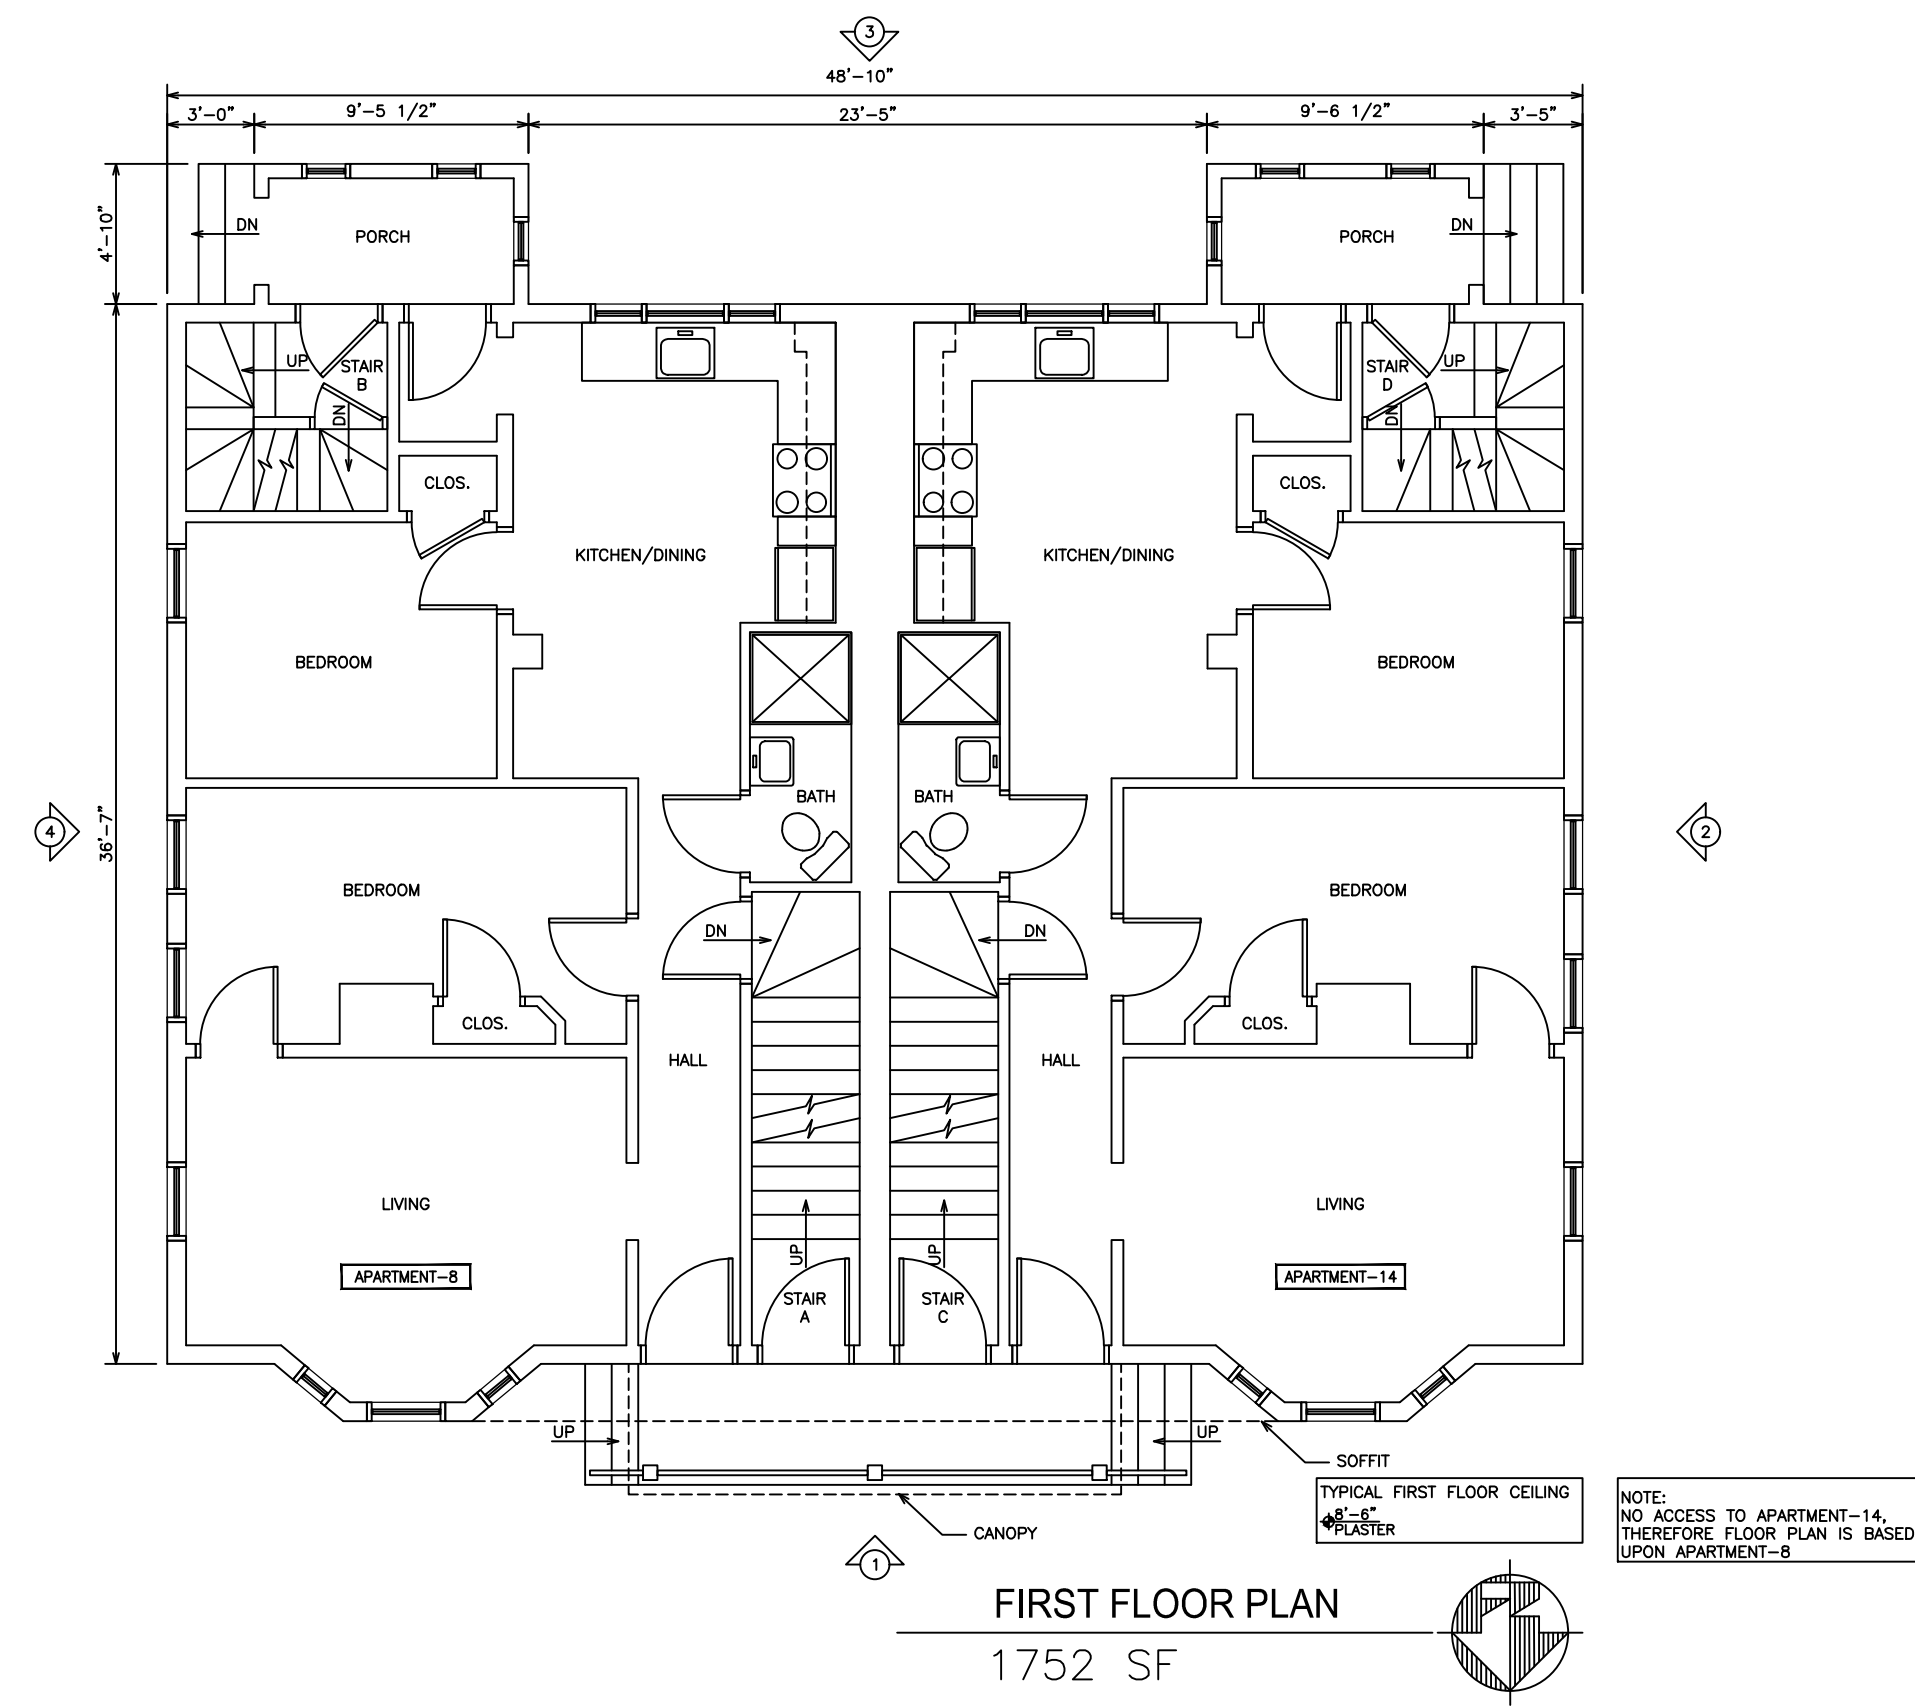 3
48'-10"
3'-0"
9'-5 1/2"
23'-5"
9'-6 1/2"
3'-5"
4'-10"
DN
PORCH
PORCH
DN
UP
STAIR
B
DN
STAIR
D
UP
DN
CLOS.
CLOS.
KITCHEN/DINING
KITCHEN/DINING
BEDROOM
BEDROOM
BATH
BATH
4
36'-7"
2
BEDROOM
BEDROOM
DN
DN
CLOS.
CLOS.
HALL
HALL
LIVING
LIVING
UP
UP
APARTMENT-8
APARTMENT-14
STAIR
A
STAIR
C
UP
UP
SOFFIT
CANOPY
TYPICAL FIRST FLOOR CEILING
8'-6"
PLASTER
NOTE:
NO ACCESS TO APARTMENT-14,
THEREFORE FLOOR PLAN IS BASED
UPON APARTMENT-8
1
FIRST FLOOR PLAN
1752 SF